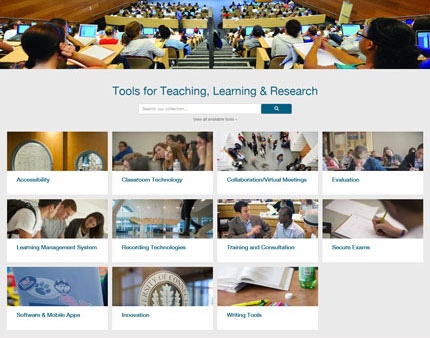 Tools for Teaching, Learning & Research
Search our collection...
View all available tools »
Accessibility
Classroom Technology
Collaboration/Virtual Meetings
Evaluation
Learning Management System
Recording Technologies
Training and Consultation
Secure Exams
Software & Mobile Apps
Innovation
Writing Tools